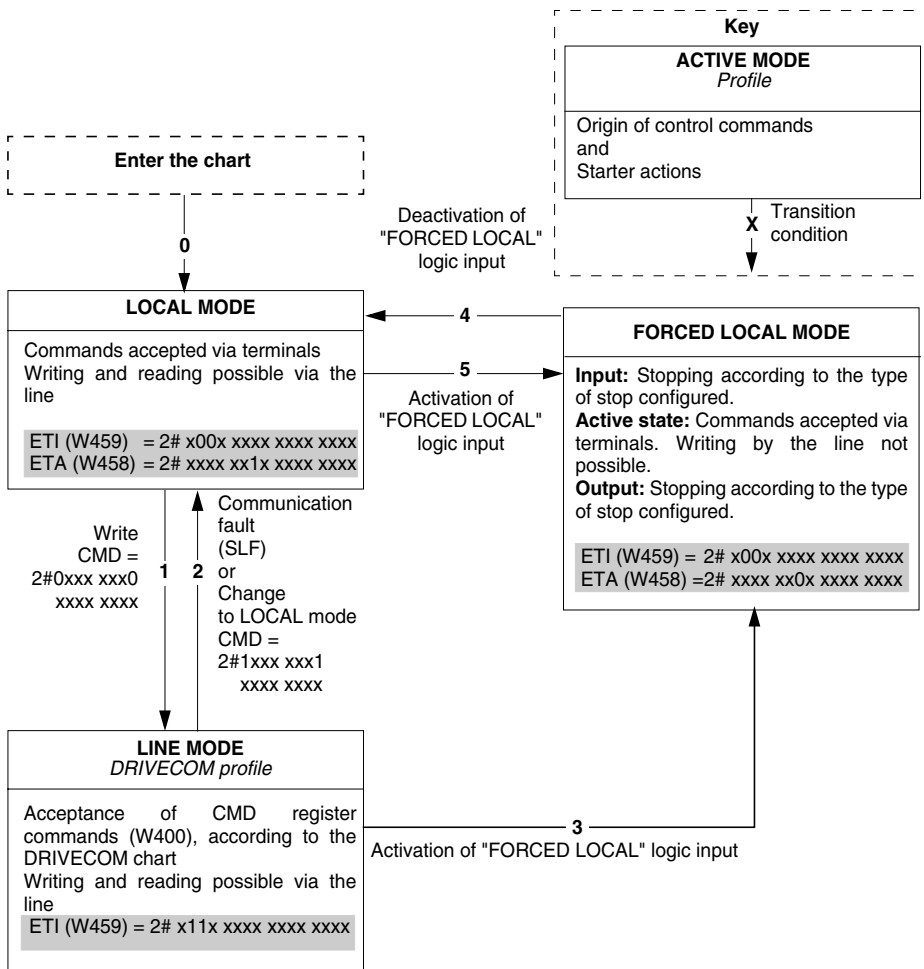 Key
ACTIVE MODE
Profile
Origin of control commands
and
Starter actions
X
Transition
condition
Enter the chart
0
Deactivation of
"FORCED LOCAL"
logic input
4
5
Activation of
"FORCED LOCAL"
logic input
LOCAL MODE
Commands accepted via terminals
Writing and reading possible via the
line
ETI (W459) = 2# x00x xxxx xxxx xxxx
ETA (W458) = 2# xxxx xx1x xxxx xxxx
FORCED LOCAL MODE
Input: Stopping according to the type
of stop configured.
Active state: Commands accepted via
terminals. Writing by the line not
possible.
Output: Stopping according to the type
of stop configured.
ETI (W459) = 2# x00x xxxx xxxx xxxx
ETA (W458) =2# xxxx xx0x xxxx xxxx
Write
CMD =
2#0xxx xxx0
xxxx xxxx
1
2
Communication
fault
(SLF)
or
Change
to LOCAL mode
CMD =
2#1xxx xxx1
xxxx xxxx
LINE MODE
DRIVECOM profile
Acceptance of CMD register
commands (W400), according to the
DRIVECOM chart
Writing and reading possible via the
line
ETI (W459) = 2# x11x xxxx xxxx xxxx
3
Activation of "FORCED LOCAL" logic input